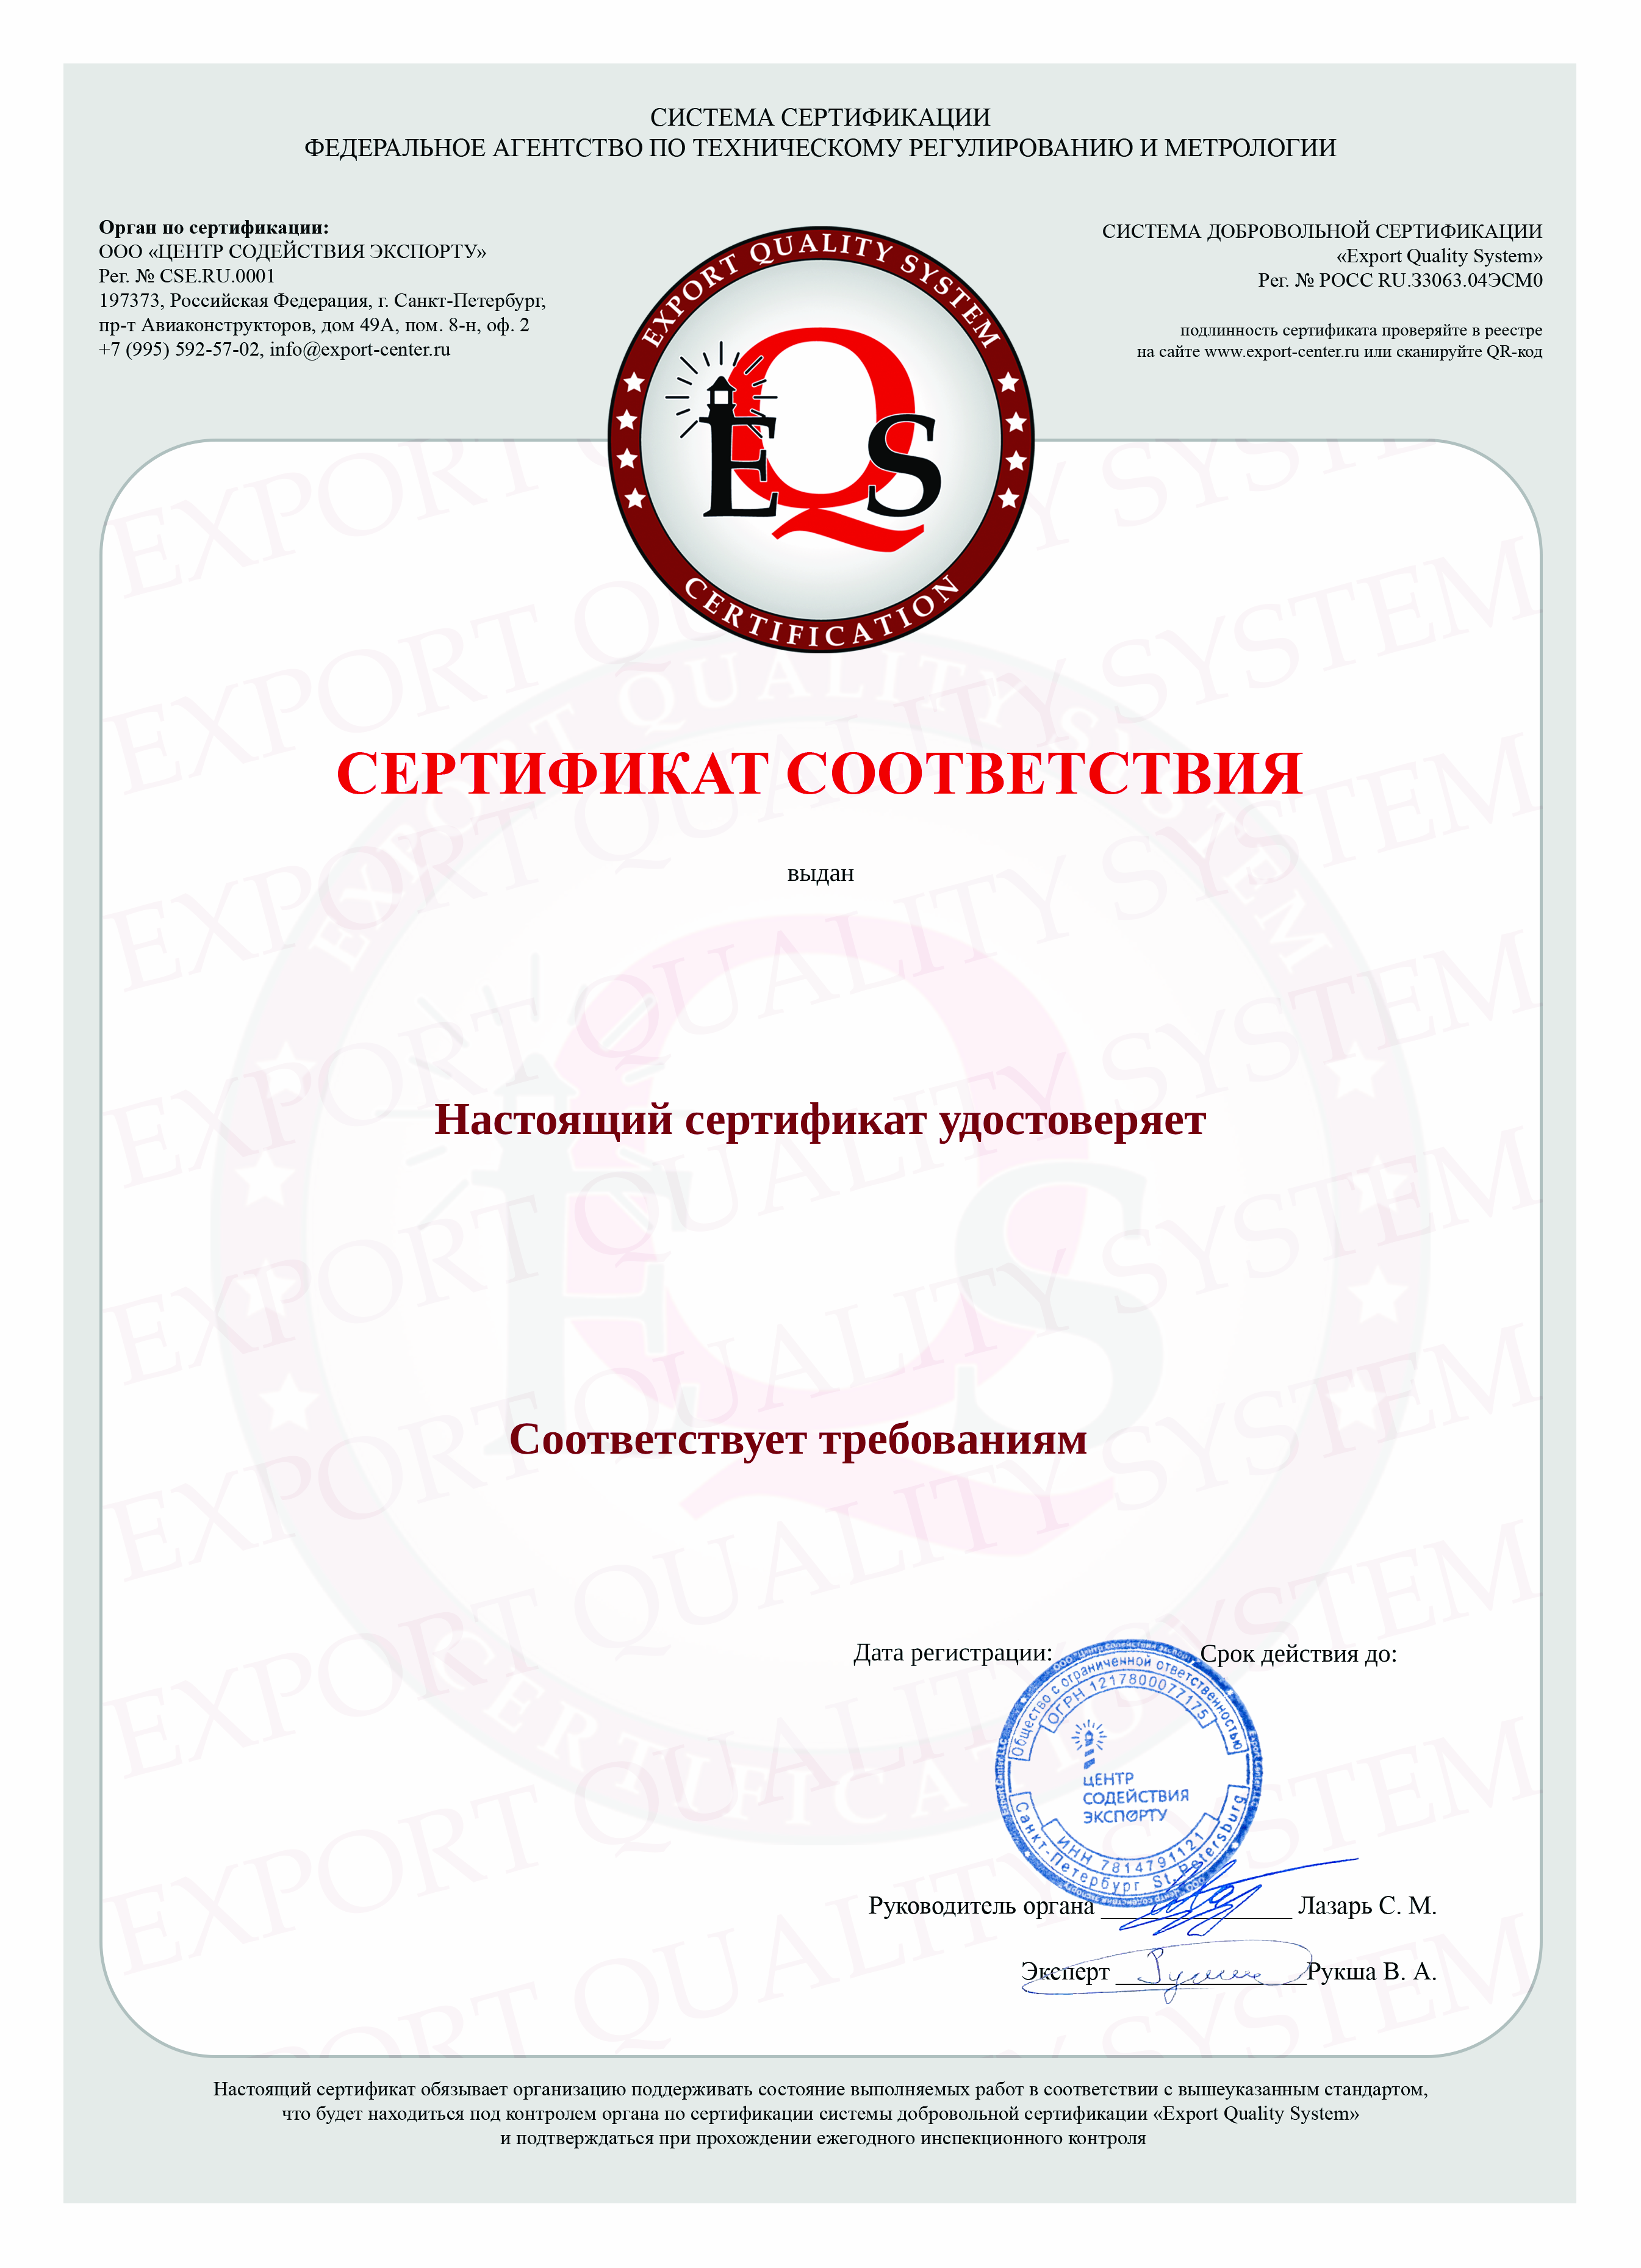 СИСТЕМА СЕРТИФИКАЦИИ
ФЕДЕРАЛЬНОЕ АГЕНТСТВО ПО ТЕХНИЧЕСКОМУ РЕГУЛИРОВАНИЮ И МЕТРОЛОГИИ
Орган по сертификации:
ООО «ЦЕНТР СОДЕЙСТВИЯ ЭКСПОРТУ»
Рег. № CSE.RU.0001
197373, Российская Федерация, г. Санкт-Петербург,
пр-т Авиаконструкторов, дом 49А, пом. 8-н, оф. 2
+7 (995) 592-57-02, info@export-center.ru
СИСТЕМА ДОБРОВОЛЬНОЙ СЕРТИФИКАЦИИ
«Export Quality System»
Рег. № РОСС RU.З3063.04ЭСМ0
подлинность сертификата проверяйте в реестре
на сайте www.export-center.ru или сканируйте QR-код
EXPORT QUALITY SYSTEM
EQS
CERTIFICATION
СЕРТИФИКАТ СООТВЕТСТВИЯ
выдан
Настоящий сертификат удостоверяет
Соответствует требованиям
Дата регистрации:
Срок действия до:
Общество с ограниченной ответственностью
ОГРН 1217800077175
ЦЕНТР
СОДЕЙСТВИЯ
ЭКСПОРТУ
ИНН 7814791121
Санкт-Петербург St.Petersburg
Руководитель органа Лазарь С. М.
Эксперт Рукша В. А.
Настоящий сертификат обязывает организацию поддерживать состояние выполняемых работ в соответствии с вышеуказанным стандартом,
что будет находиться под контролем органа по сертификации системы добровольной сертификации «Export Quality System»
и подтверждаться при прохождении ежегодного инспекционного контроля